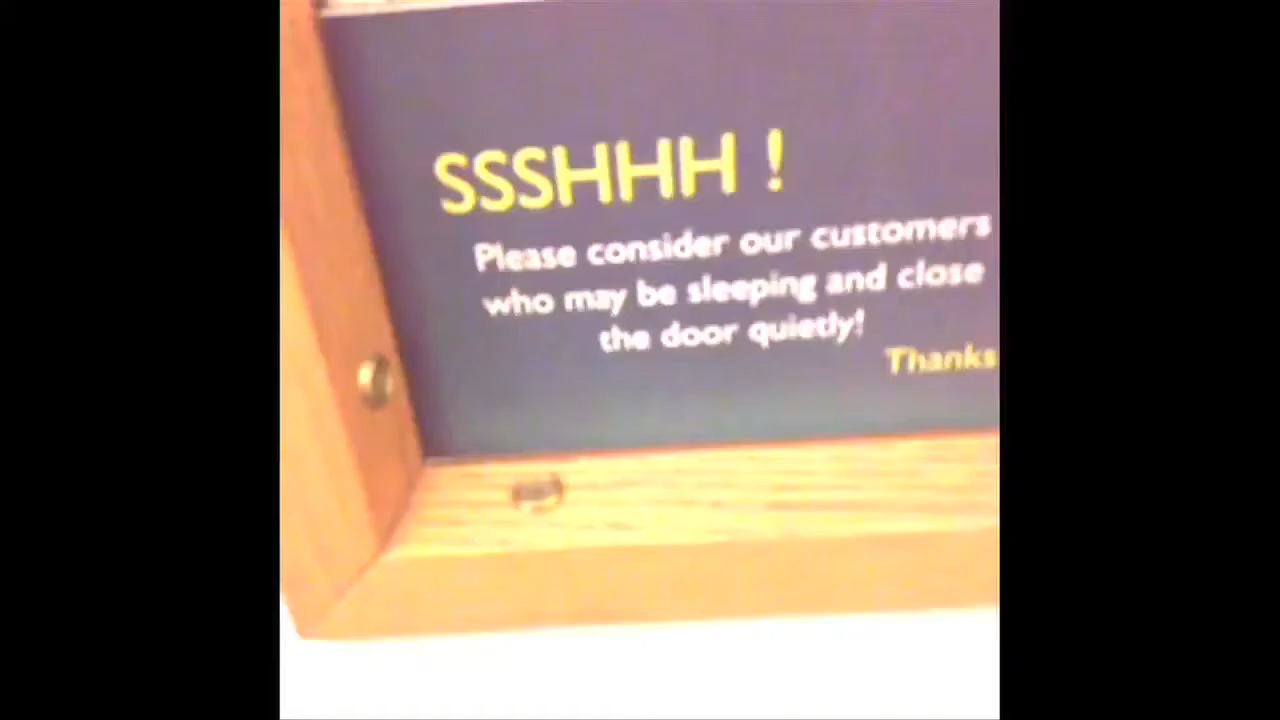 SSSHHH !
Please consider our customers
who may be sleeping and close
the door quietly!
Thanks